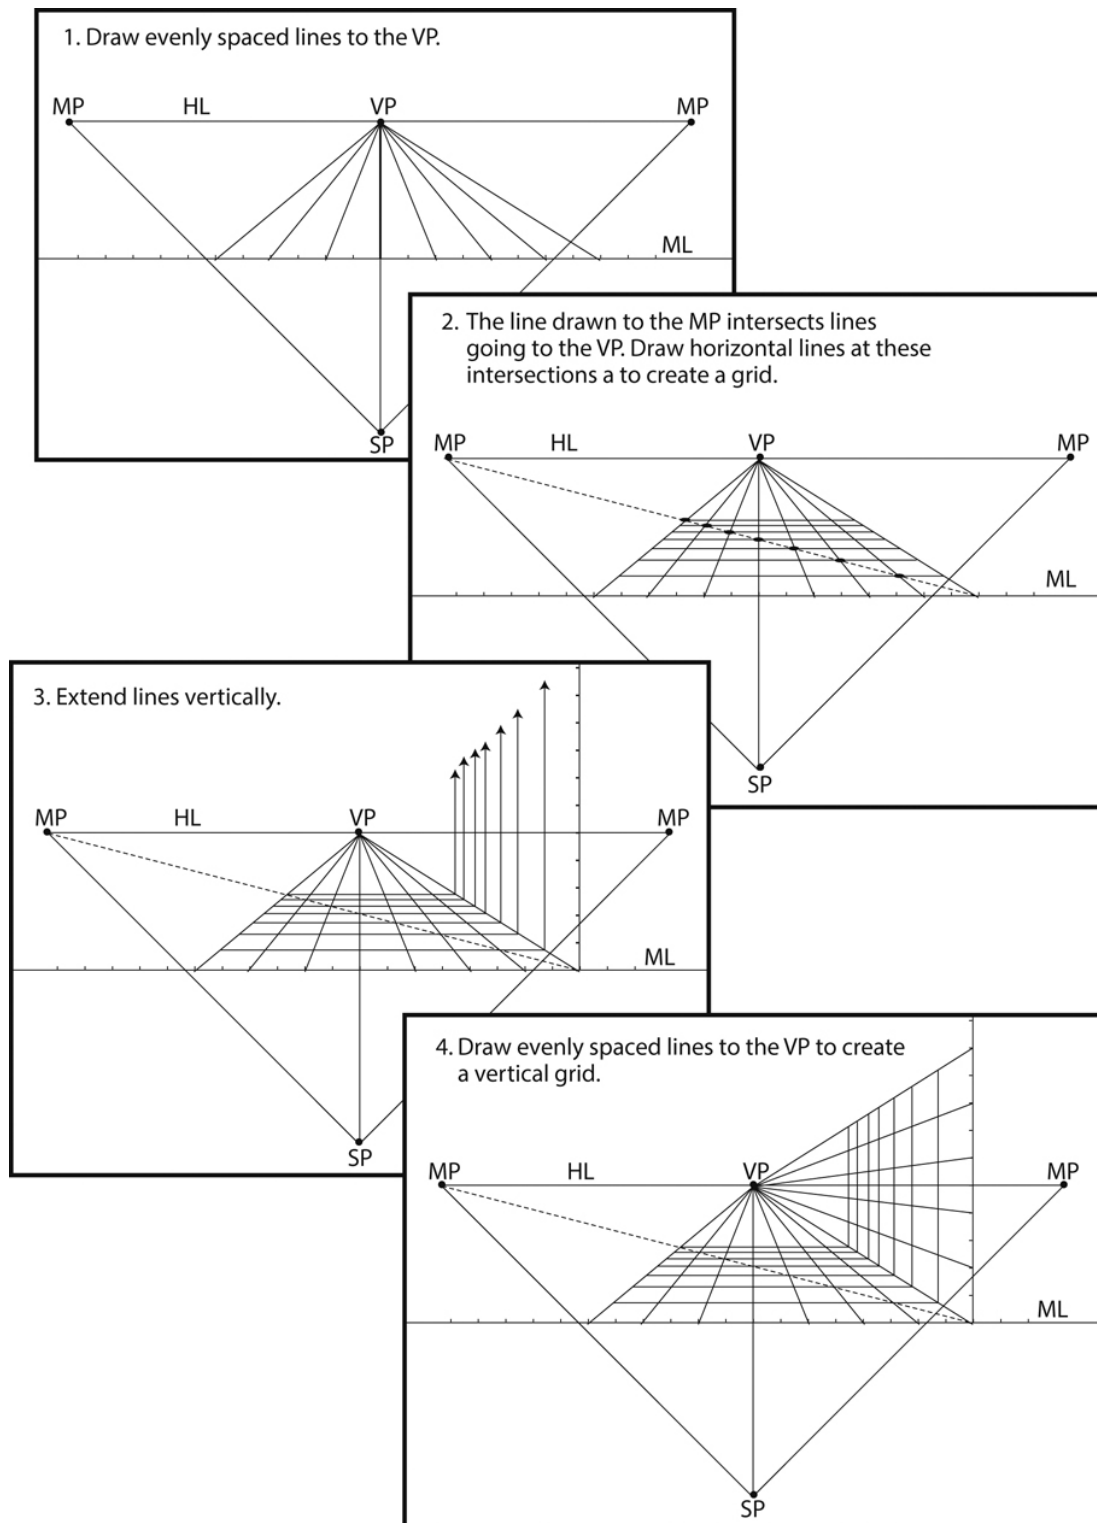 1. Draw evenly spaced lines to the VP.
MP
HL
VP
MP
ML
SP
2. The line drawn to the MP intersects lines
going to the VP. Draw horizontal lines at these
intersections a to create a grid.
MP
HL
VP
MP
ML
SP
3. Extend lines vertically.
MP
HL
VP
MP
ML
SP
4. Draw evenly spaced lines to the VP to create
a vertical grid.
MP
HL
VP
MP
ML
SP